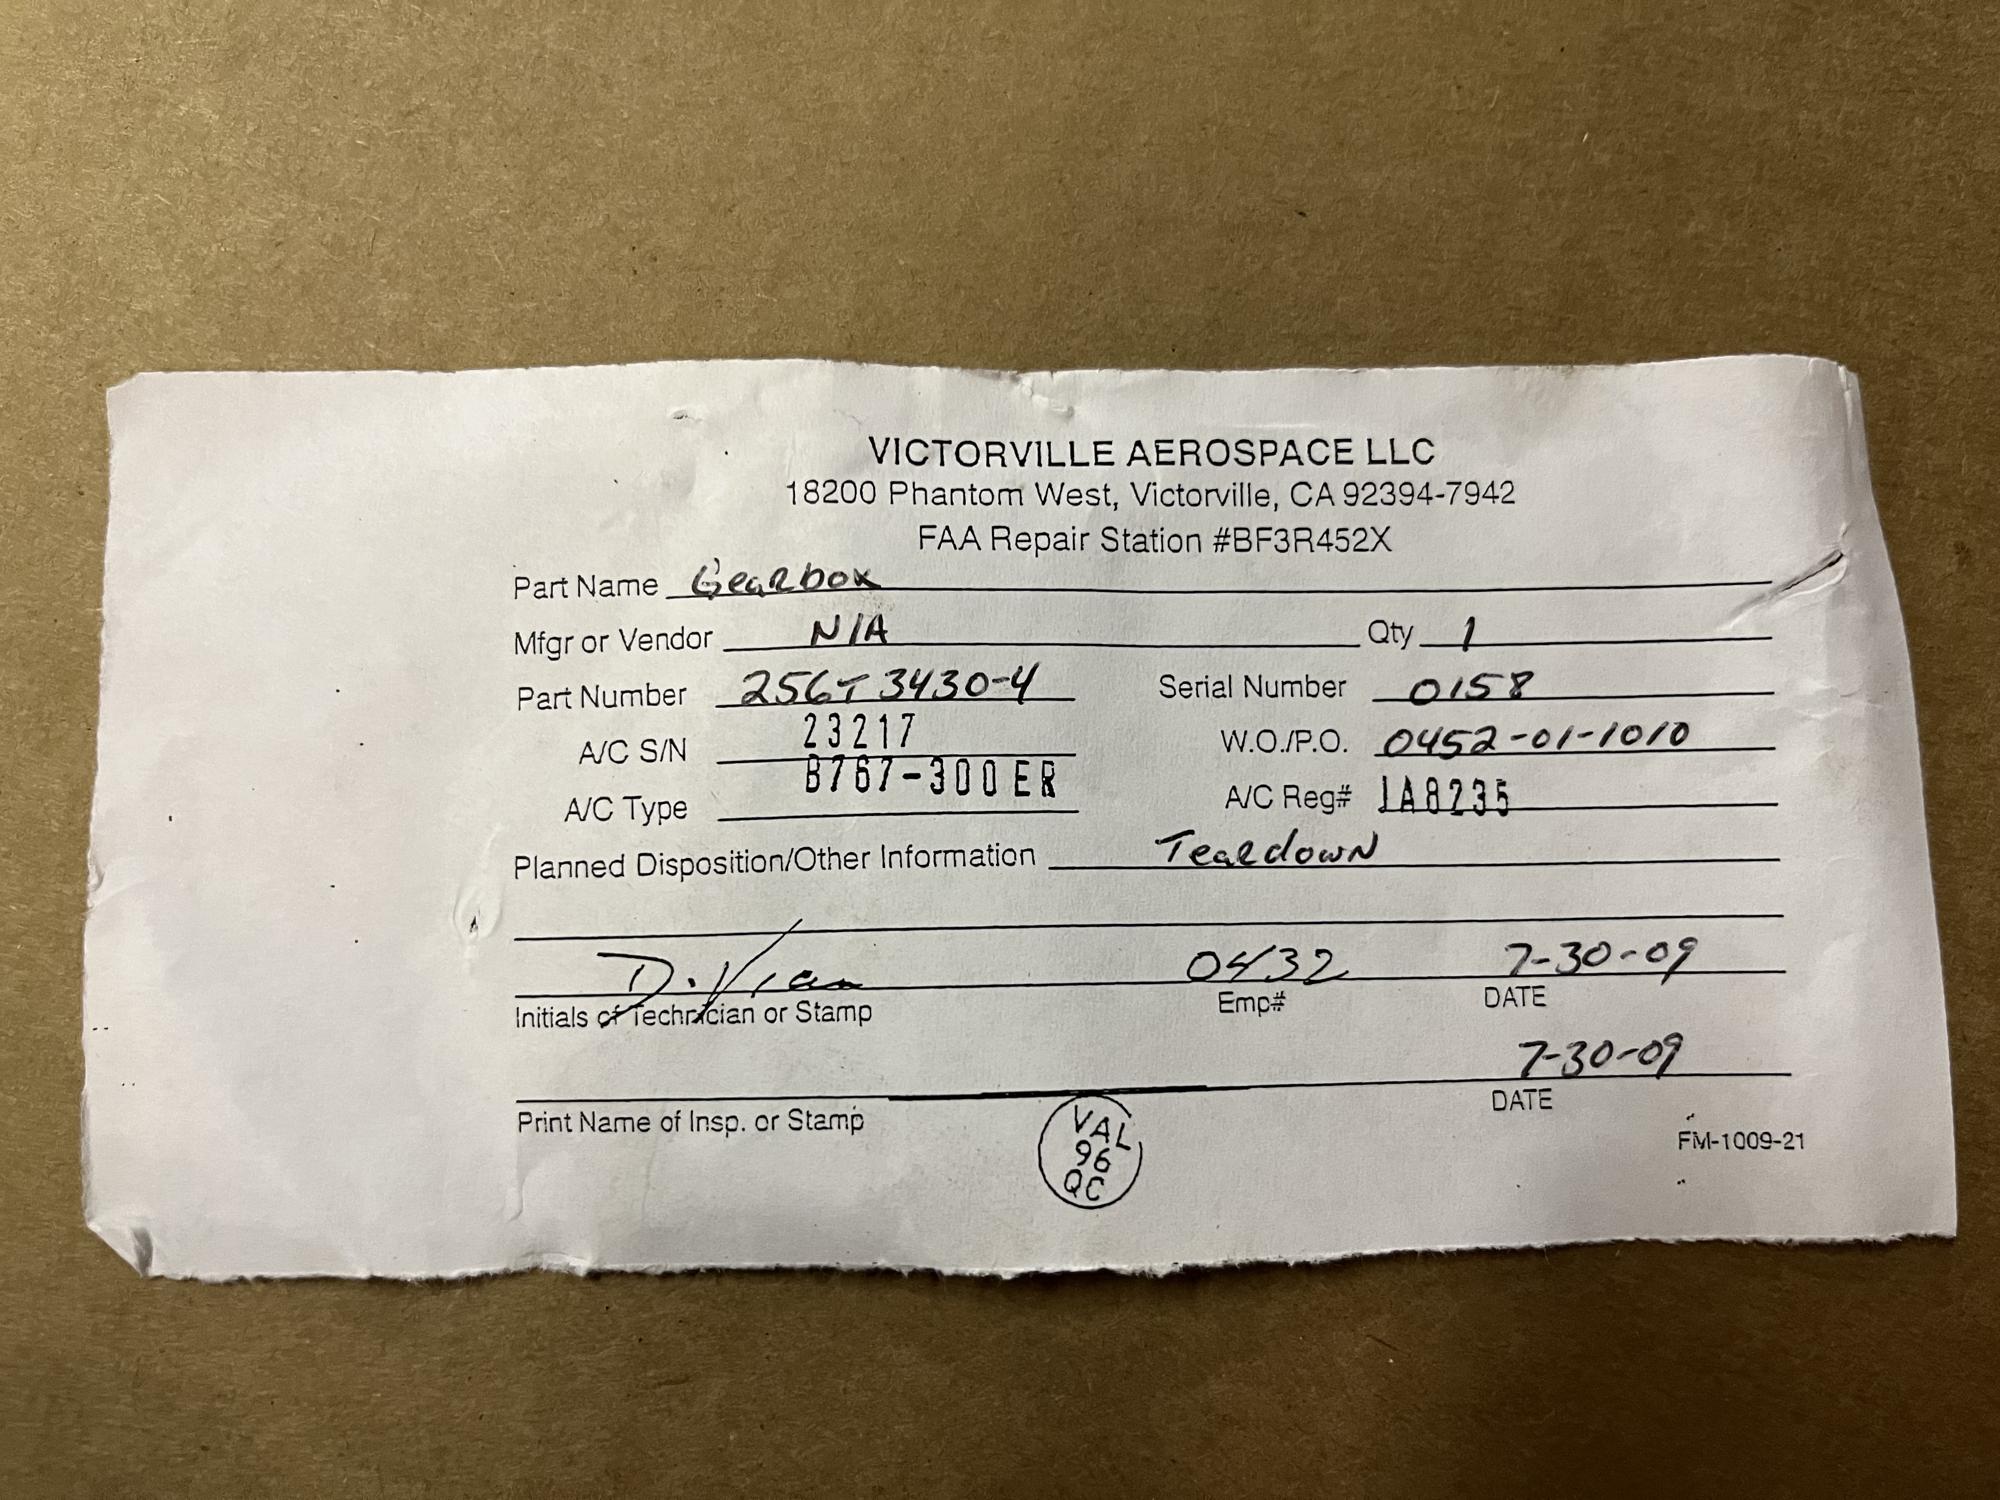 VICTORVILLE AEROSPACE LLC
18200 Phantom West, Victorville, CA 92394-7942
FAA Repair Station #BF3R452X
Part Name Gearbox
Mfgr or Vendor N/A Qty 1
Part Number 256T3430-4 Serial Number 0158
A/C S/N 23217 W.O./P.O. 0452-01-1010
A/C Type B767-300ER A/C Reg# JA8235
Planned Disposition/Other Information Teardown
D. 0432 7-30-09
Initials of Technician or Stamp Emp# DATE
7-30-09
Print Name of Insp. or Stamp DATE
VAL
96
QC
FM-1009-21